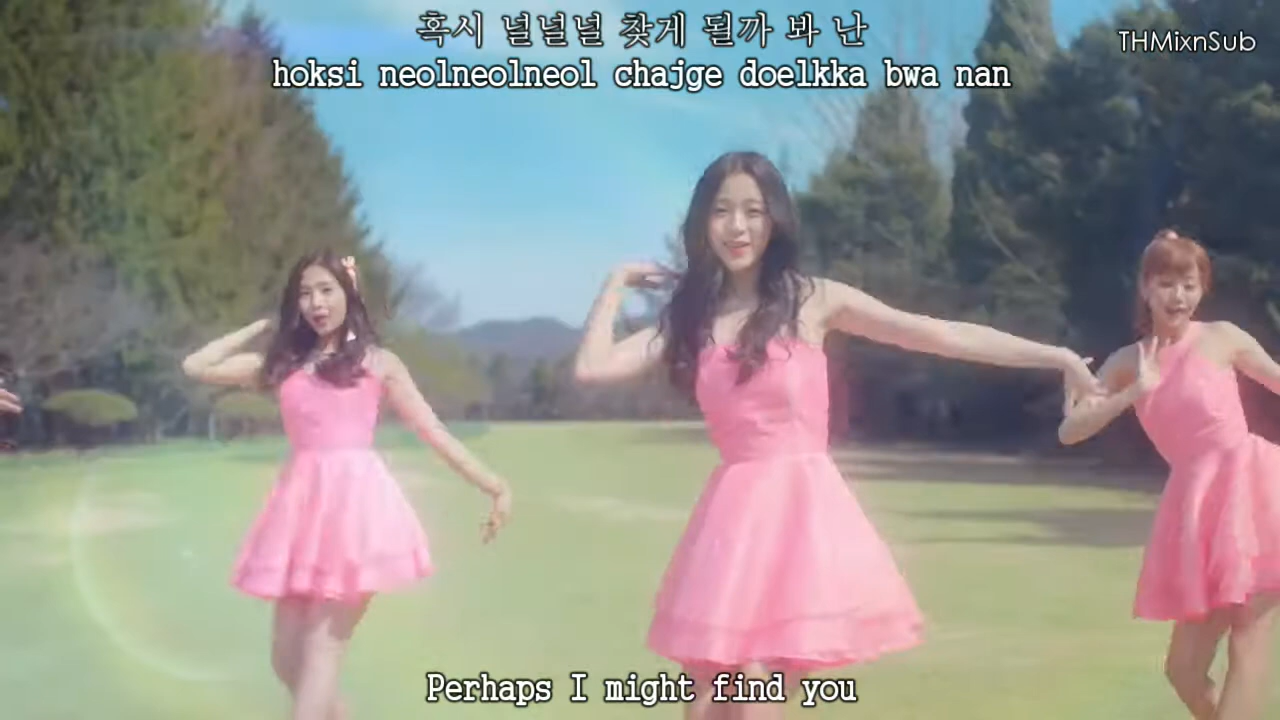 혹시 널널널 찾게 될까 봐 난
THMixnSub
hoksi neolneolneol chajge doelkka bwa nan
Perhaps I might find you